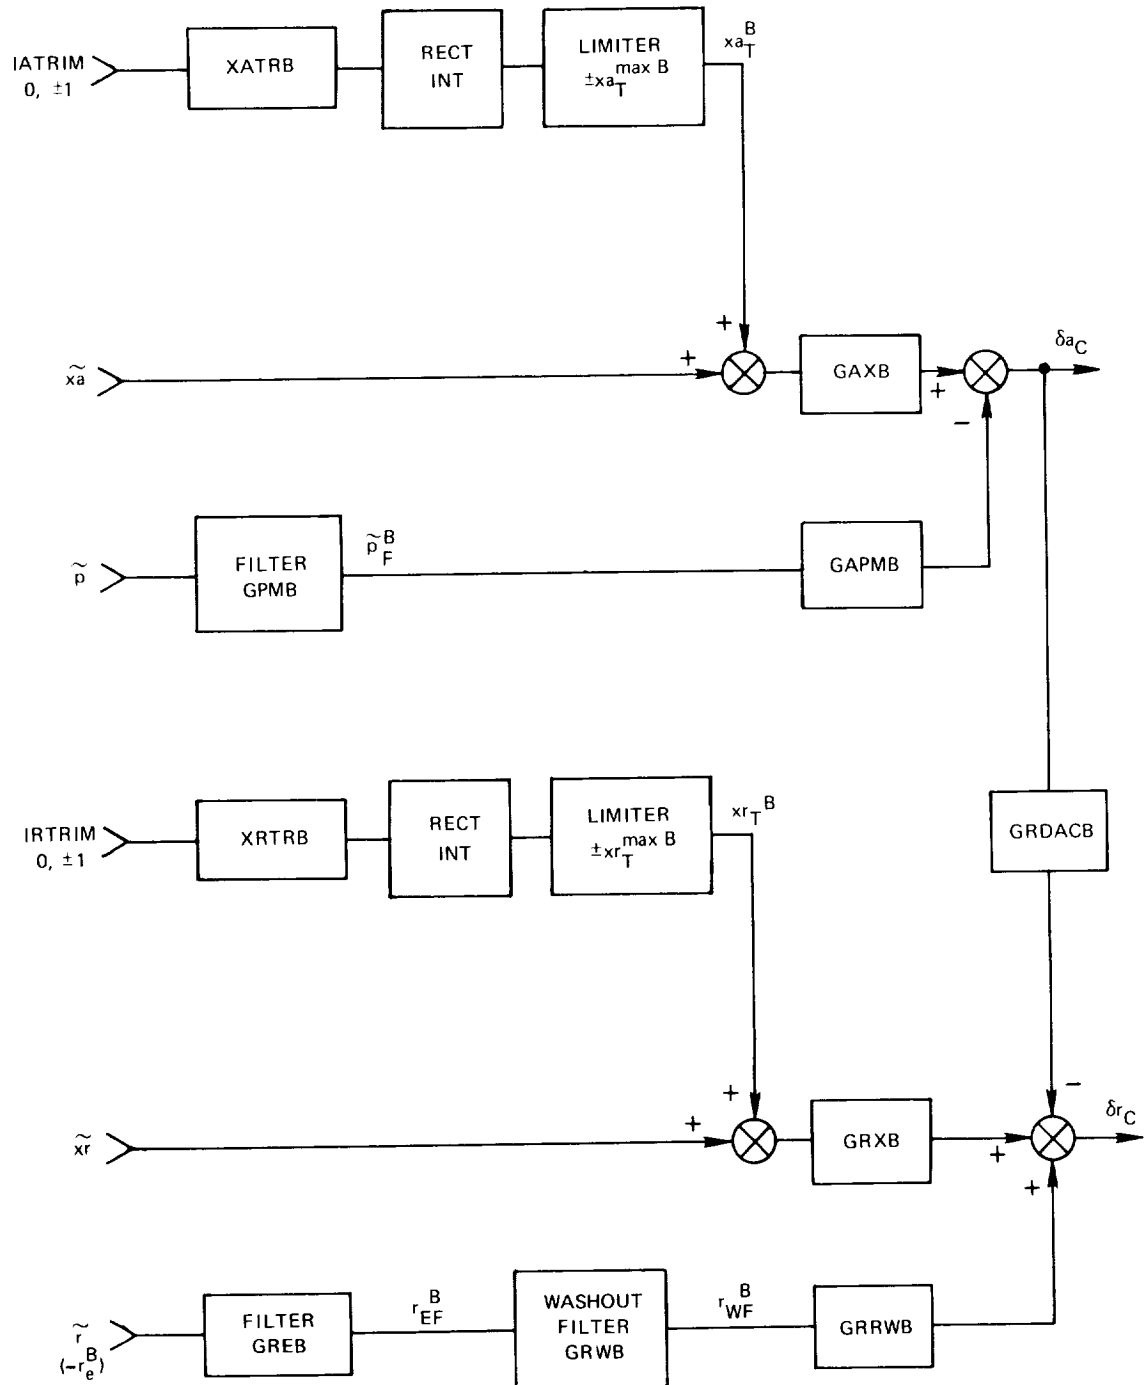 IATRIM
0, ±1
XATRB
RECT
INT
LIMITER
±xa_T^max B
xa_T^B
x̃a
+
+
GAXB
+
−
δa_C
p̃
FILTER
GPMB
p̃_F^B
GAPMB
IRTRIM
0, ±1
XRTRB
RECT
INT
LIMITER
±xr_T^max B
xr_T^B
GRDACB
x̃r
+
+
GRXB
+
−
+
δr_C
r̃
(−r_e^B)
FILTER
GREB
r_EF^B
WASHOUT
FILTER
GRWB
r_WF^B
GRRWB